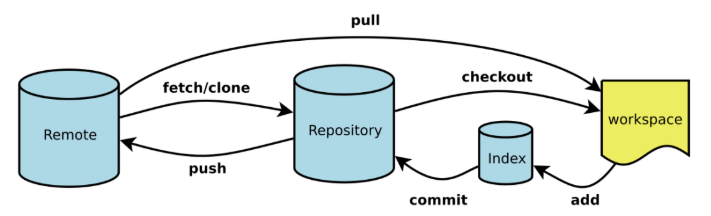 pull
fetch/clone
checkout
Remote
Repository
workspace
Index
push
commit
add